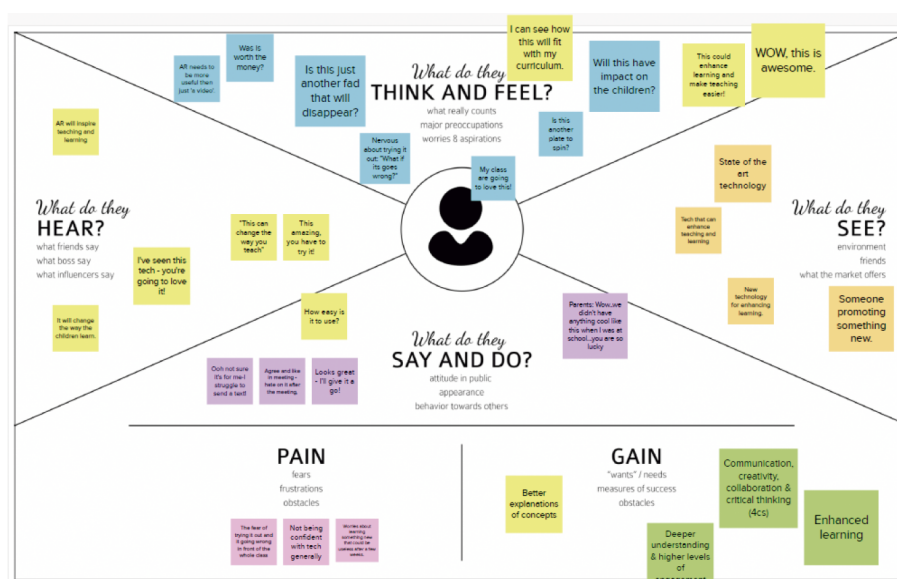 AR needs to
be more
useful then
just 'a video'
Was is
worth the
money?
Is this just
another fad
that will
disappear?
Nervous
about trying it
out: "What if
its goes
wrong?"
What do they
THINK AND FEEL?
what really counts
major preoccupations
worries & aspirations
I can see how
this will fit
with my
curriculum.
Will this have
impact on
the children?
Is this
another
plate to
spin?
My class
are going
to love this!
This could
enhance
learning and
make teaching
easier!
WOW, this is
awesome.
AR will inspire
teaching and
learning
What do they
HEAR?
what friends say
what boss say
what influencers say
"This can
change the
way you
teach"
This
amazing,
you have to
try it!
I've seen this
tech - you're
going to love
it!
It will change
the way the
children learn.
State of the
art
technology
Tech that can
enhance
teaching and
learning
What do they
SEE?
environment
friends
what the market offers
New
technology
for enhancing
learning.
Someone
promoting
something
new.
How easy
is it to use?
What do they
SAY AND DO?
attitude in public
appearance
behavior towards others
Ooh not sure
it's for me-I
struggle to
send a text!
Agree and like
in meeting -
hate on it after
the meeting.
Looks great
- I'll give it a
go!
Parents: Wow..we
didn't have
anything cool like
this when I was at
school...you are so
lucky
PAIN
fears
frustrations
obstacles
The fear of
trying it out and
it going wrong in
front of the
whole class
Not being
confident with
tech
generally
Worries about
learning
something new
that could be
useless after a few
weeks.
GAIN
"wants" / needs
measures of success
obstacles
Better
explanations
of concepts
Communication,
creativity,
collaboration &
critical thinking
(4cs)
Deeper
understanding
& higher levels
of
Enhanced
learning